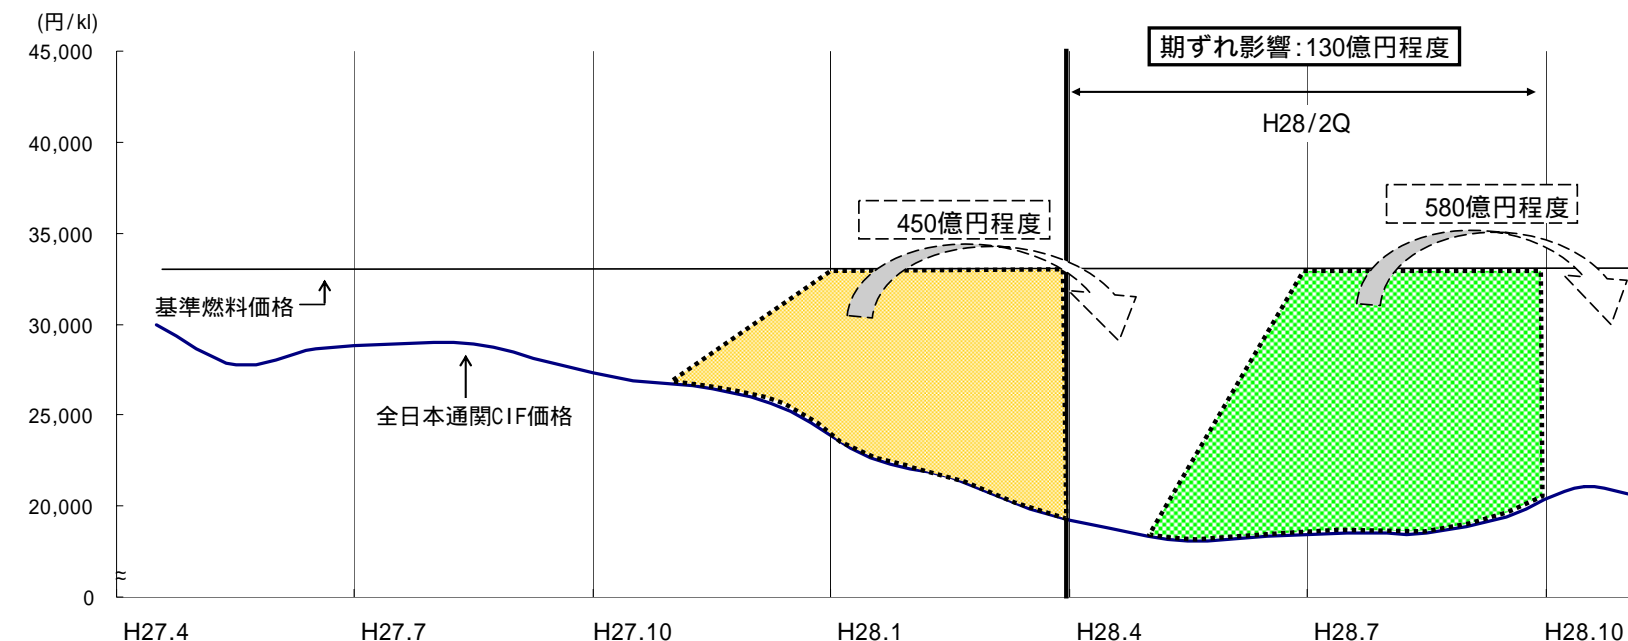 (円/kl)
45,000
40,000
35,000
30,000
25,000
20,000
0
期ずれ影響:130億円程度
H28/2Q
450億円程度
580億円程度
基準燃料価格
全日本通関CIF価格
H27.4
H27.7
H27.10
H28.1
H28.4
H28.7
H28.10